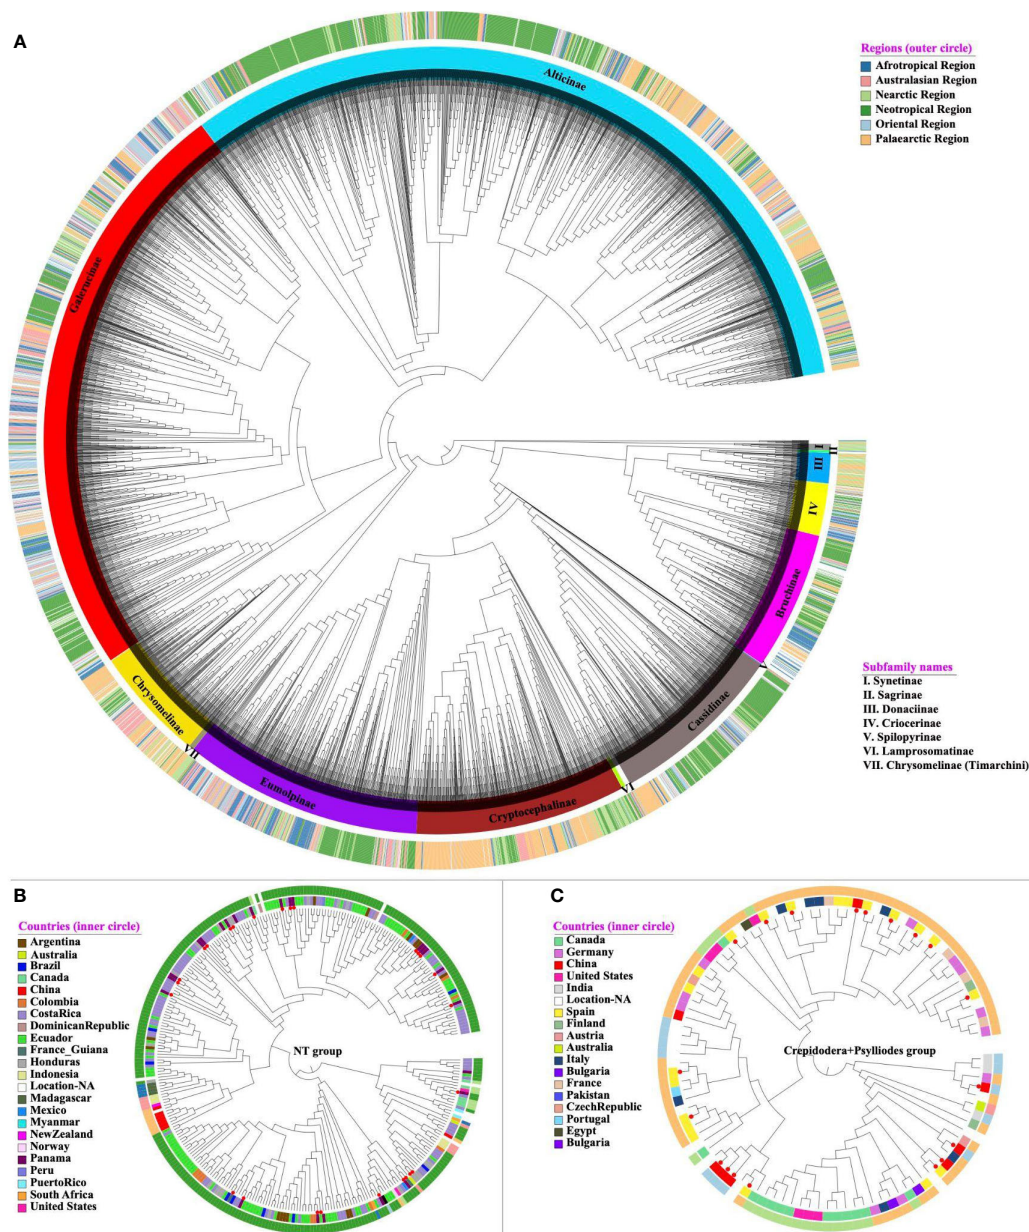 A
Regions (outer circle)
Afrotropical Region
Australasian Region
Nearctic Region
Neotropical Region
Oriental Region
Palaearctic Region
Alticinae
Galerucinae
I
II
III
IV
Bruchinae
V
Cassidinae
VI
Cryptocephalinae
Eumolpinae
VII
Chrysomelinae
Subfamily names
I. Synetinae
II. Sagrinae
III. Donaciinae
IV. Criocerinae
V. Spilopyrinae
VI. Lamprosomatinae
VII. Chrysomelinae (Timarchini)
B
Countries (inner circle)
Argentina
Australia
Brazil
Canada
China
Colombia
CostaRica
DominicanRepublic
Ecuador
France_Guiana
Honduras
Indonesia
Location-NA
Madagascar
Mexico
Myanmar
NewZealand
Norway
Panama
Peru
PuertoRico
South Africa
United States
NT group
C
Countries (inner circle)
Canada
Germany
China
United States
India
Location-NA
Spain
Finland
Austria
Australia
Italy
Bulgaria
France
Pakistan
CzechRepublic
Portugal
Egypt
Bulgaria
Crepidodera+Psylliodes group